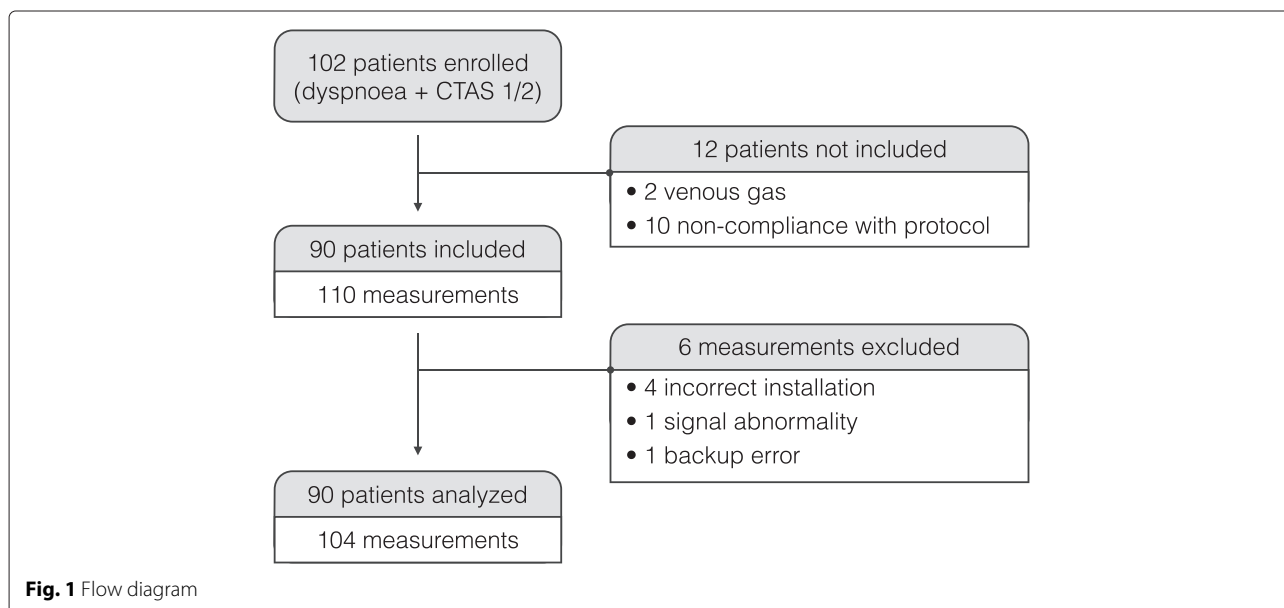 102 patients enrolled
(dyspnoea + CTAS 1/2)
12 patients not included
• 2 venous gas
• 10 non-compliance with protocol
90 patients included
110 measurements
6 measurements excluded
• 4 incorrect installation
• 1 signal abnormality
• 1 backup error
90 patients analyzed
104 measurements
Fig. 1 Flow diagram